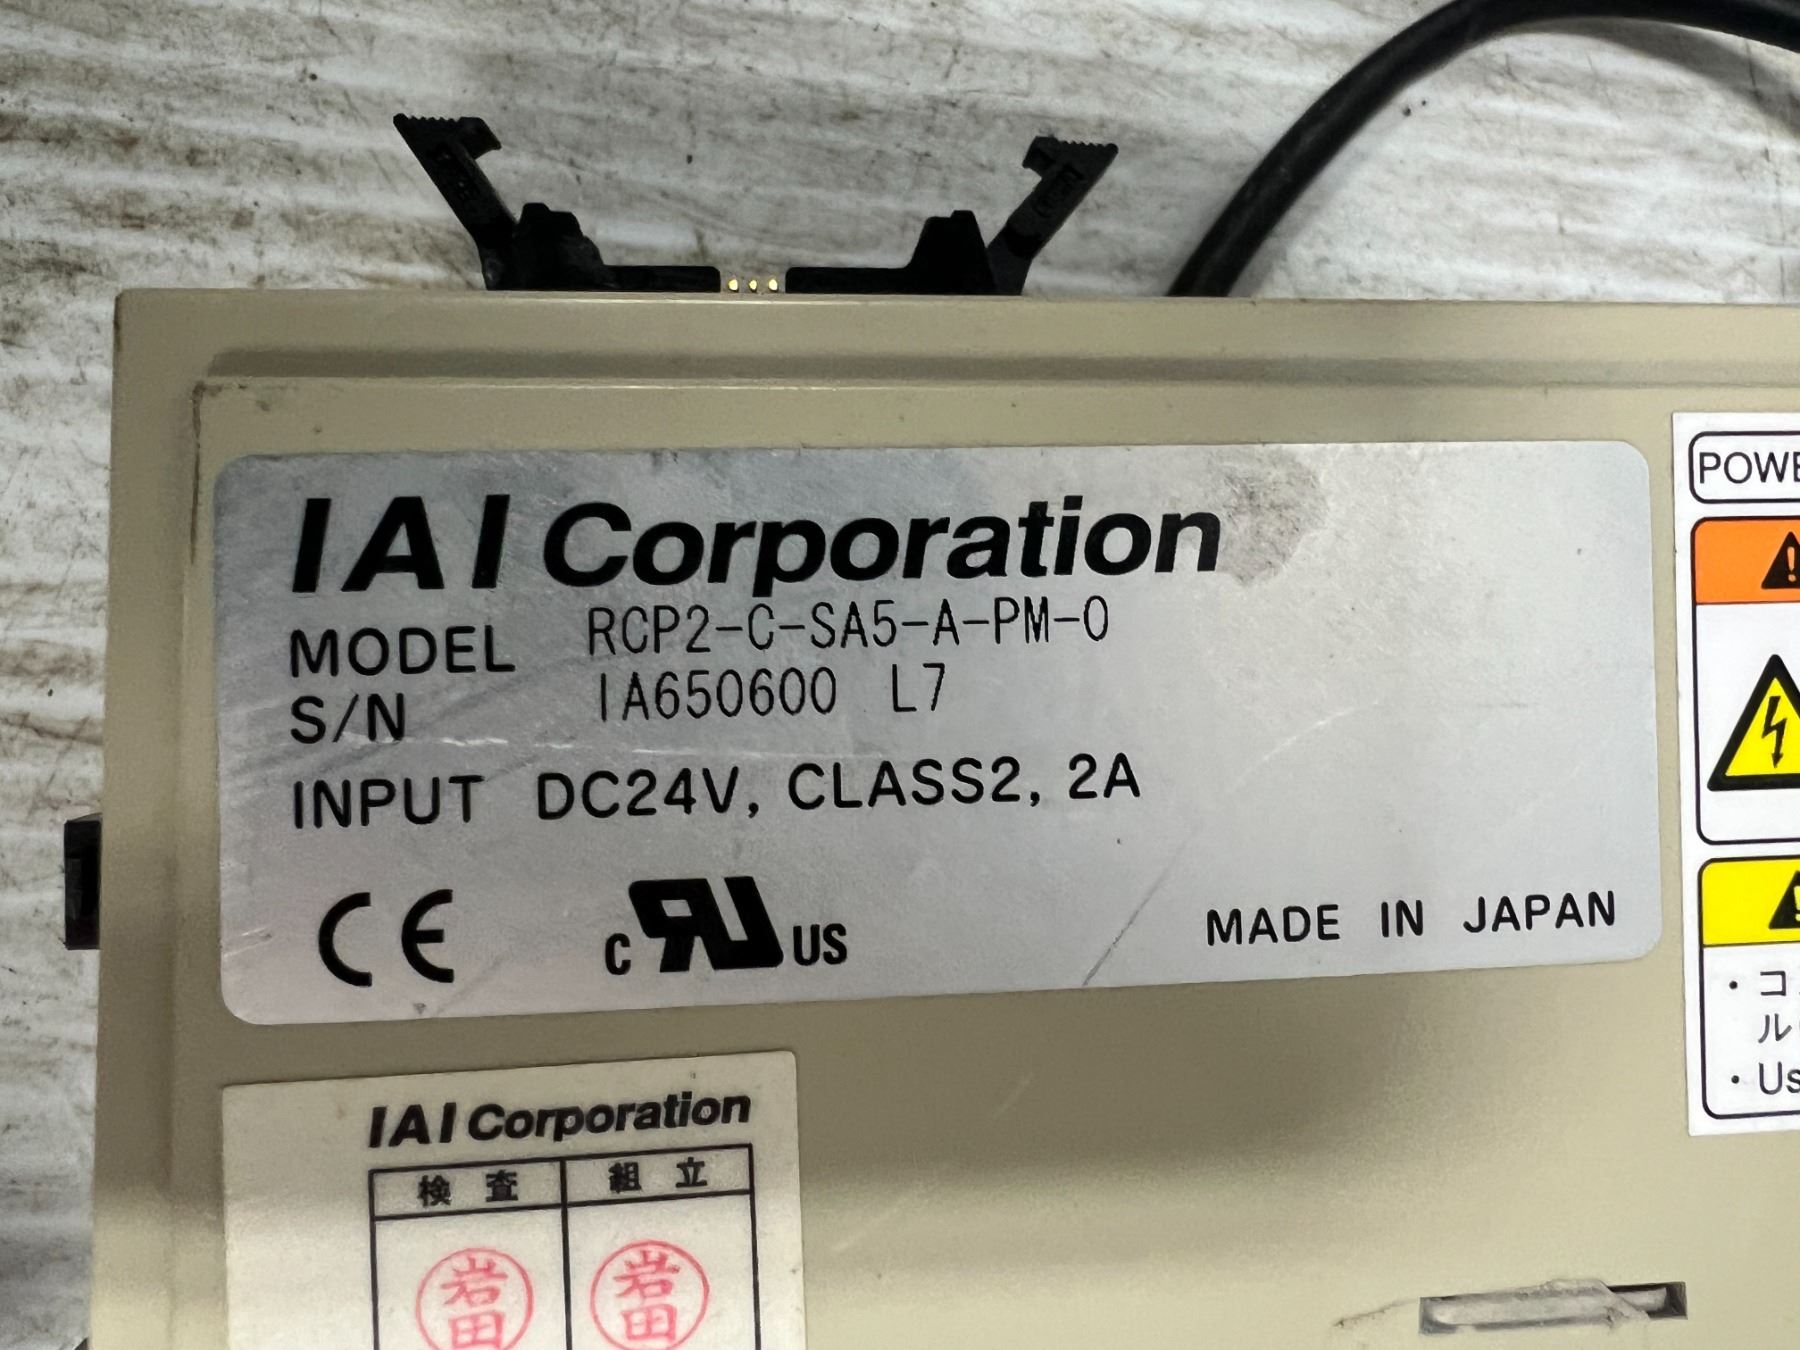 IAI Corporation
MODEL RCP2-C-SA5-A-PM-0
S/N IA650600 L7
INPUT DC24V, CLASS2, 2A
CE c RU US
MADE IN JAPAN
POWE
・コ
ル
・Us
IAI Corporation
検査 組立
岩田 岩田